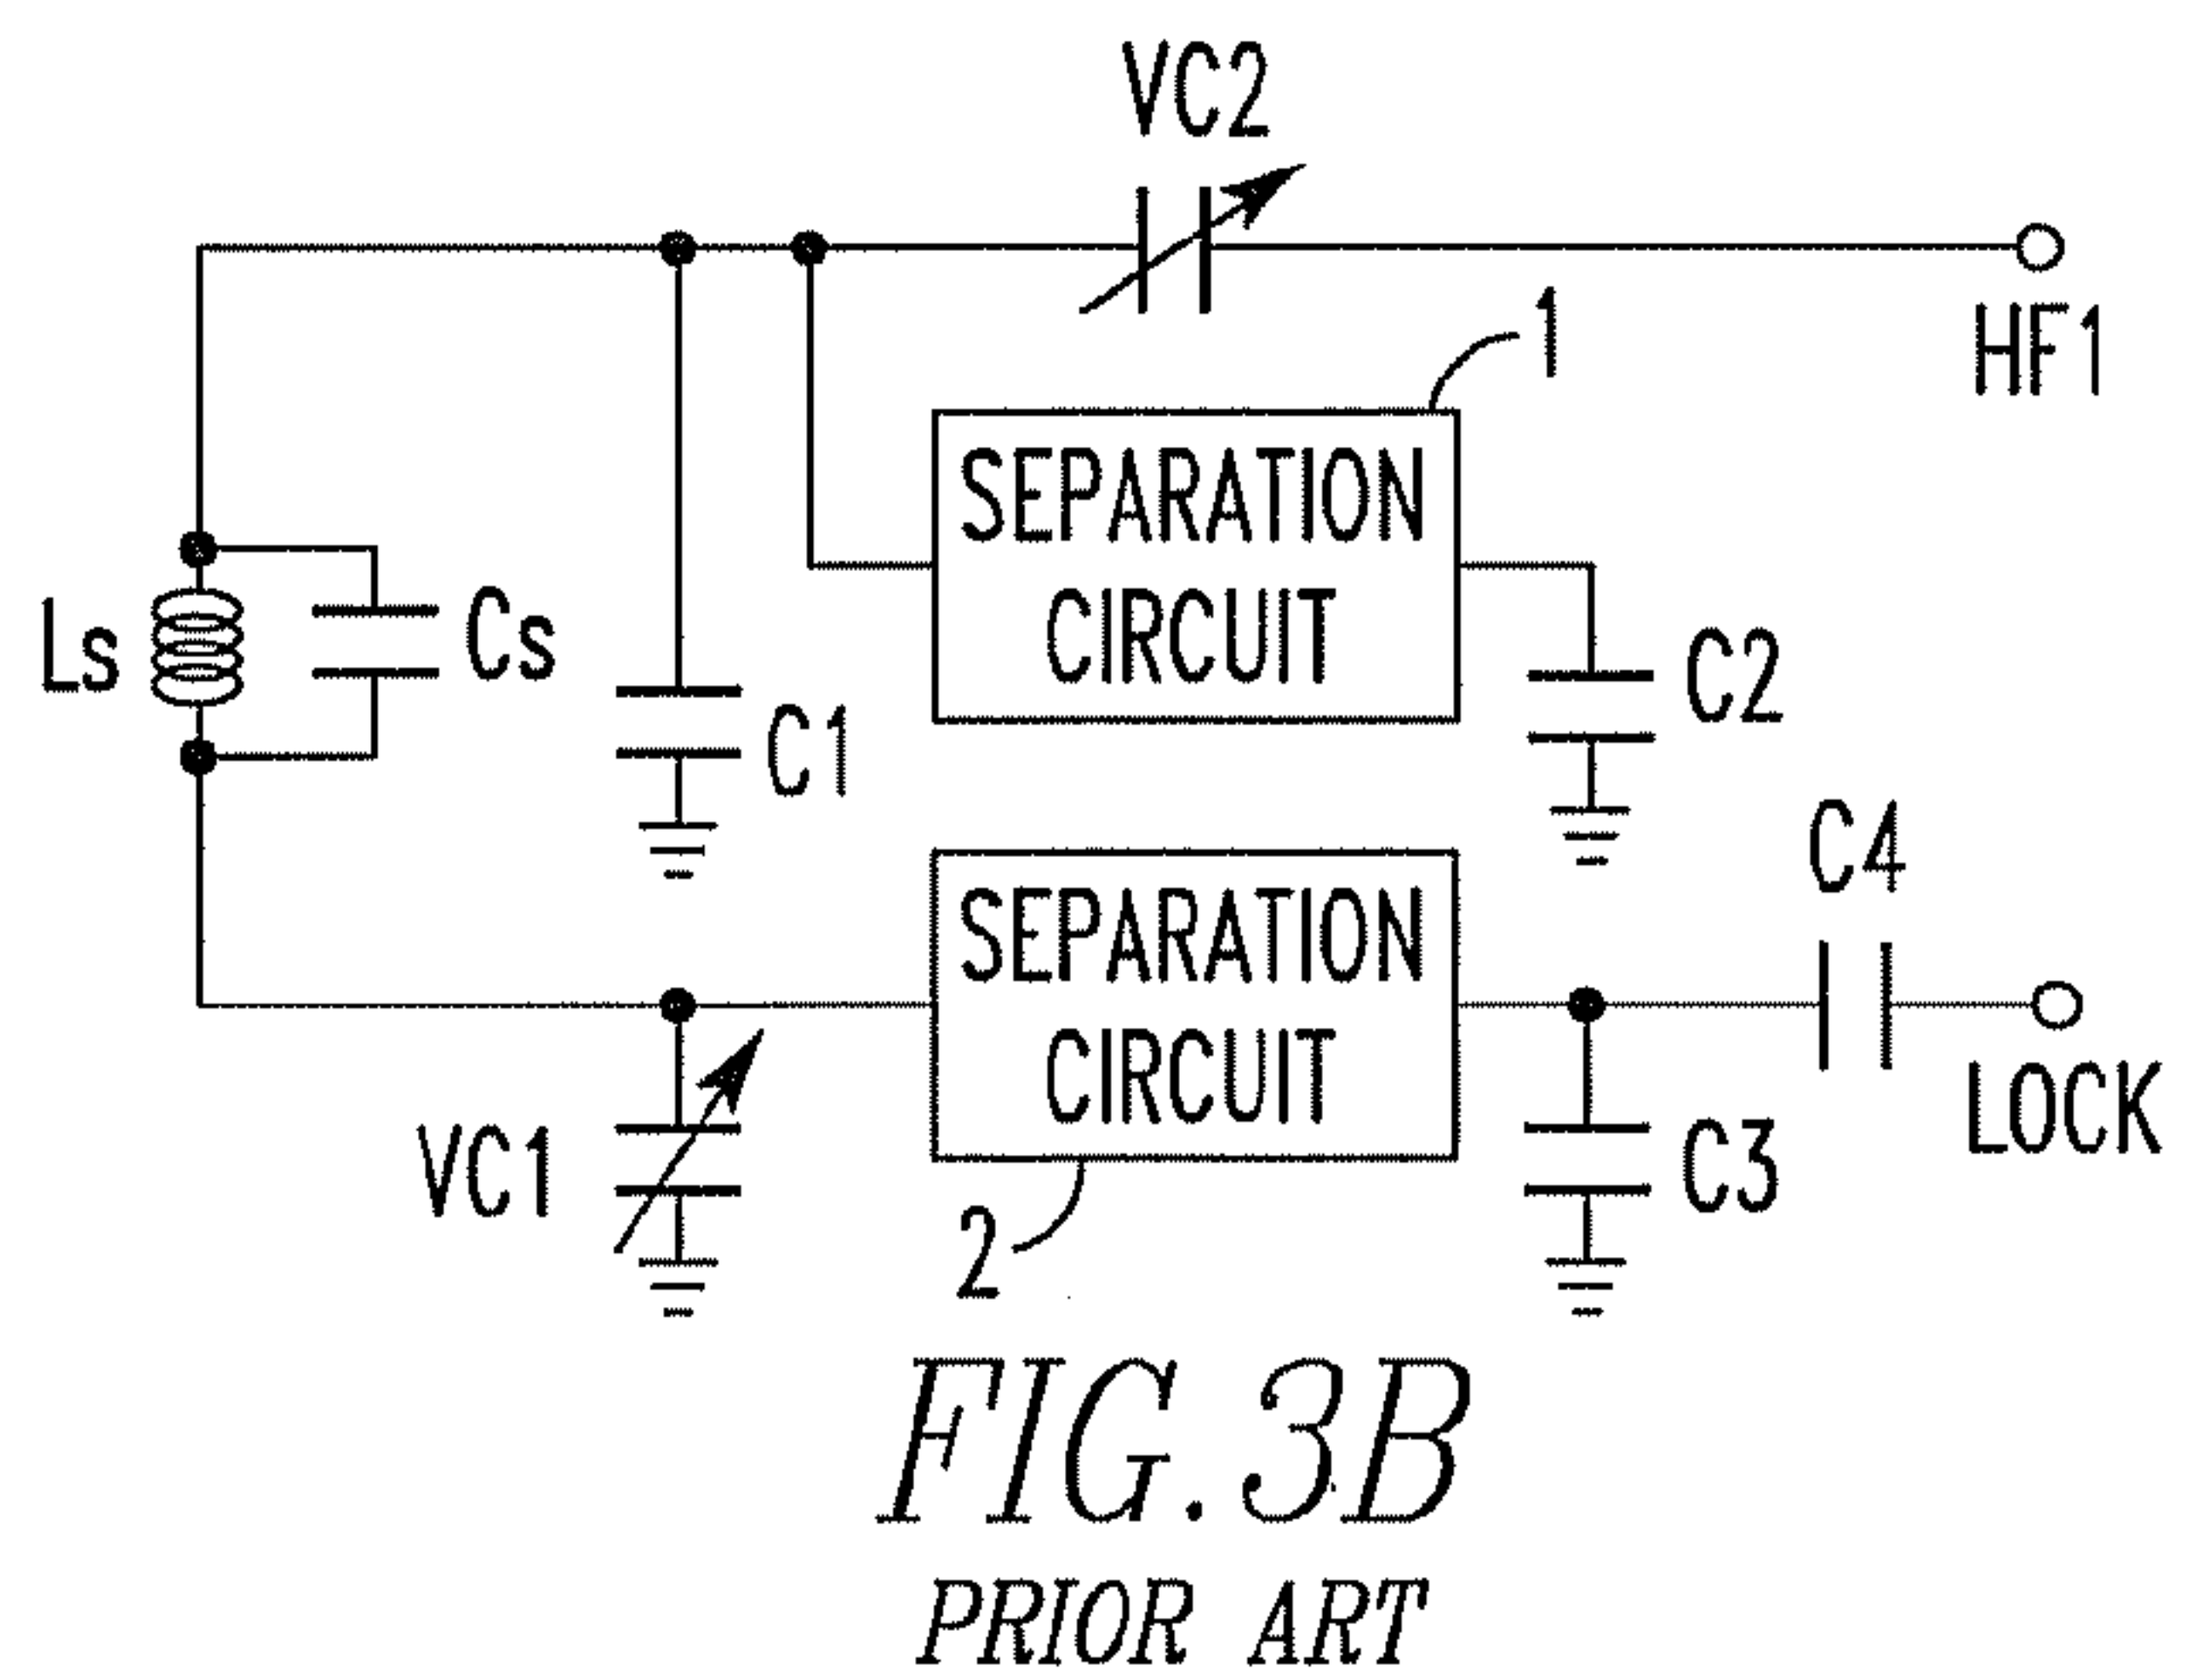 VC2
HF1
1
SEPARATION
CIRCUIT
Ls
Cs
C1
C2
C4
SEPARATION
CIRCUIT
LOCK
VC1
C3
2
FIG. 3B
PRIOR ART